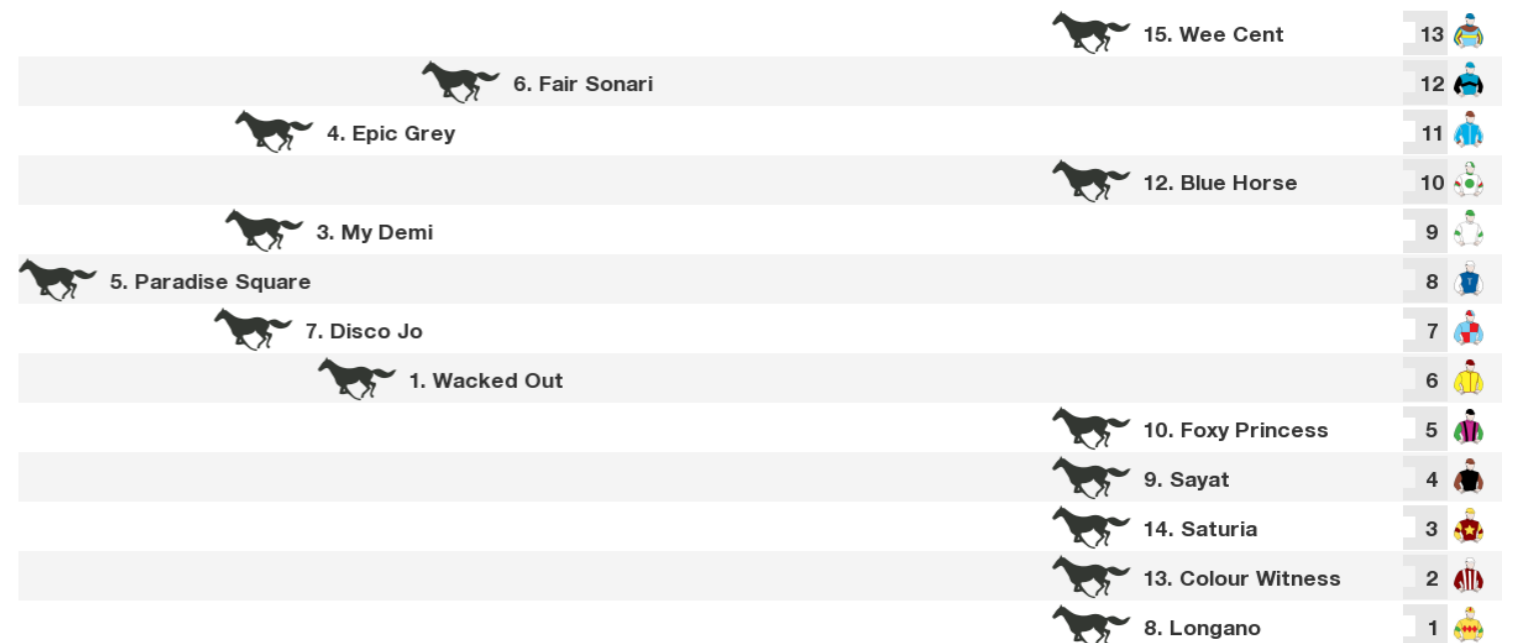 15. Wee Cent 13
6. Fair Sonari 12
4. Epic Grey 11
12. Blue Horse 10
3. My Demi 9
5. Paradise Square 8
7. Disco Jo 7
1. Wacked Out 6
10. Foxy Princess 5
9. Sayat 4
14. Saturia 3
13. Colour Witness 2
8. Longano 1